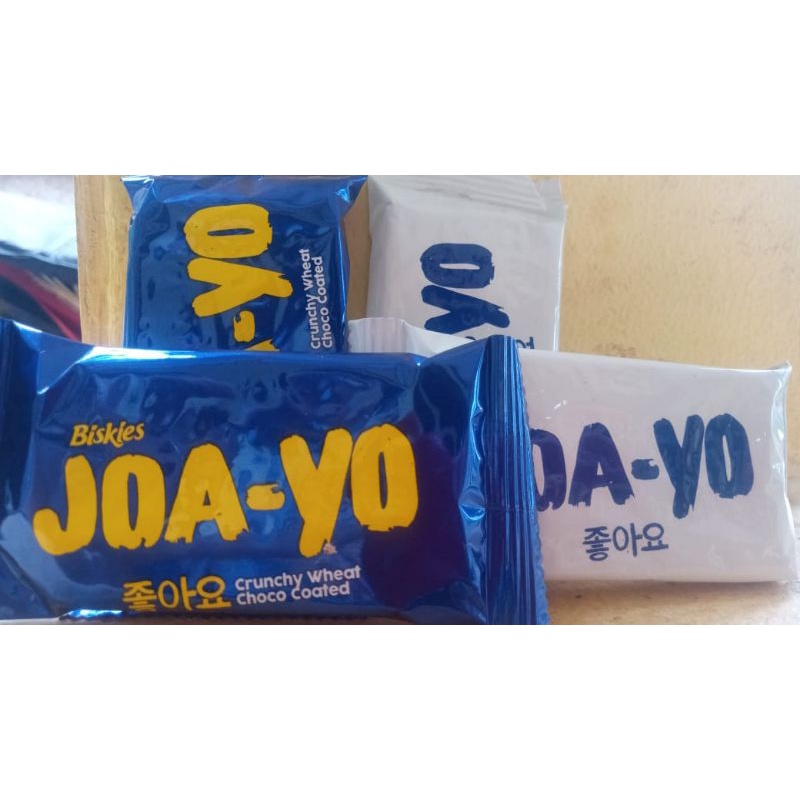 YO
Crunchy Wheat
Choco Coated
YO
Biskies
JOA-YO
좋아요
Crunchy Wheat
Choco Coated
OA-YO
좋아요